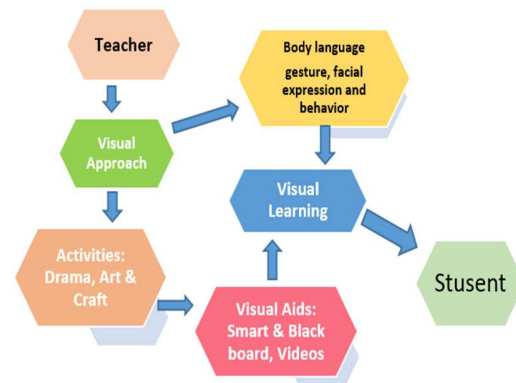 Teacher
Body language
gesture, facial
expression and
behavior
Visual
Approach
Visual
Learning
Activities:
Drama, Art &
Craft
Visual Aids:
Smart & Black
board, Videos
Stusent